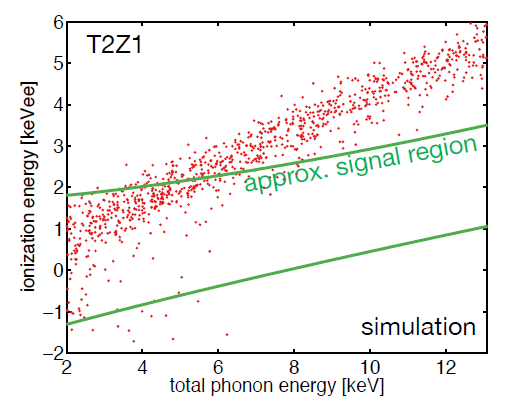 T2Z1
6
5
4
3
2
1
0
−1
−2
ionization energy [keVee]
approx. signal region
simulation
2 4 6 8 10 12
total phonon energy [keV]